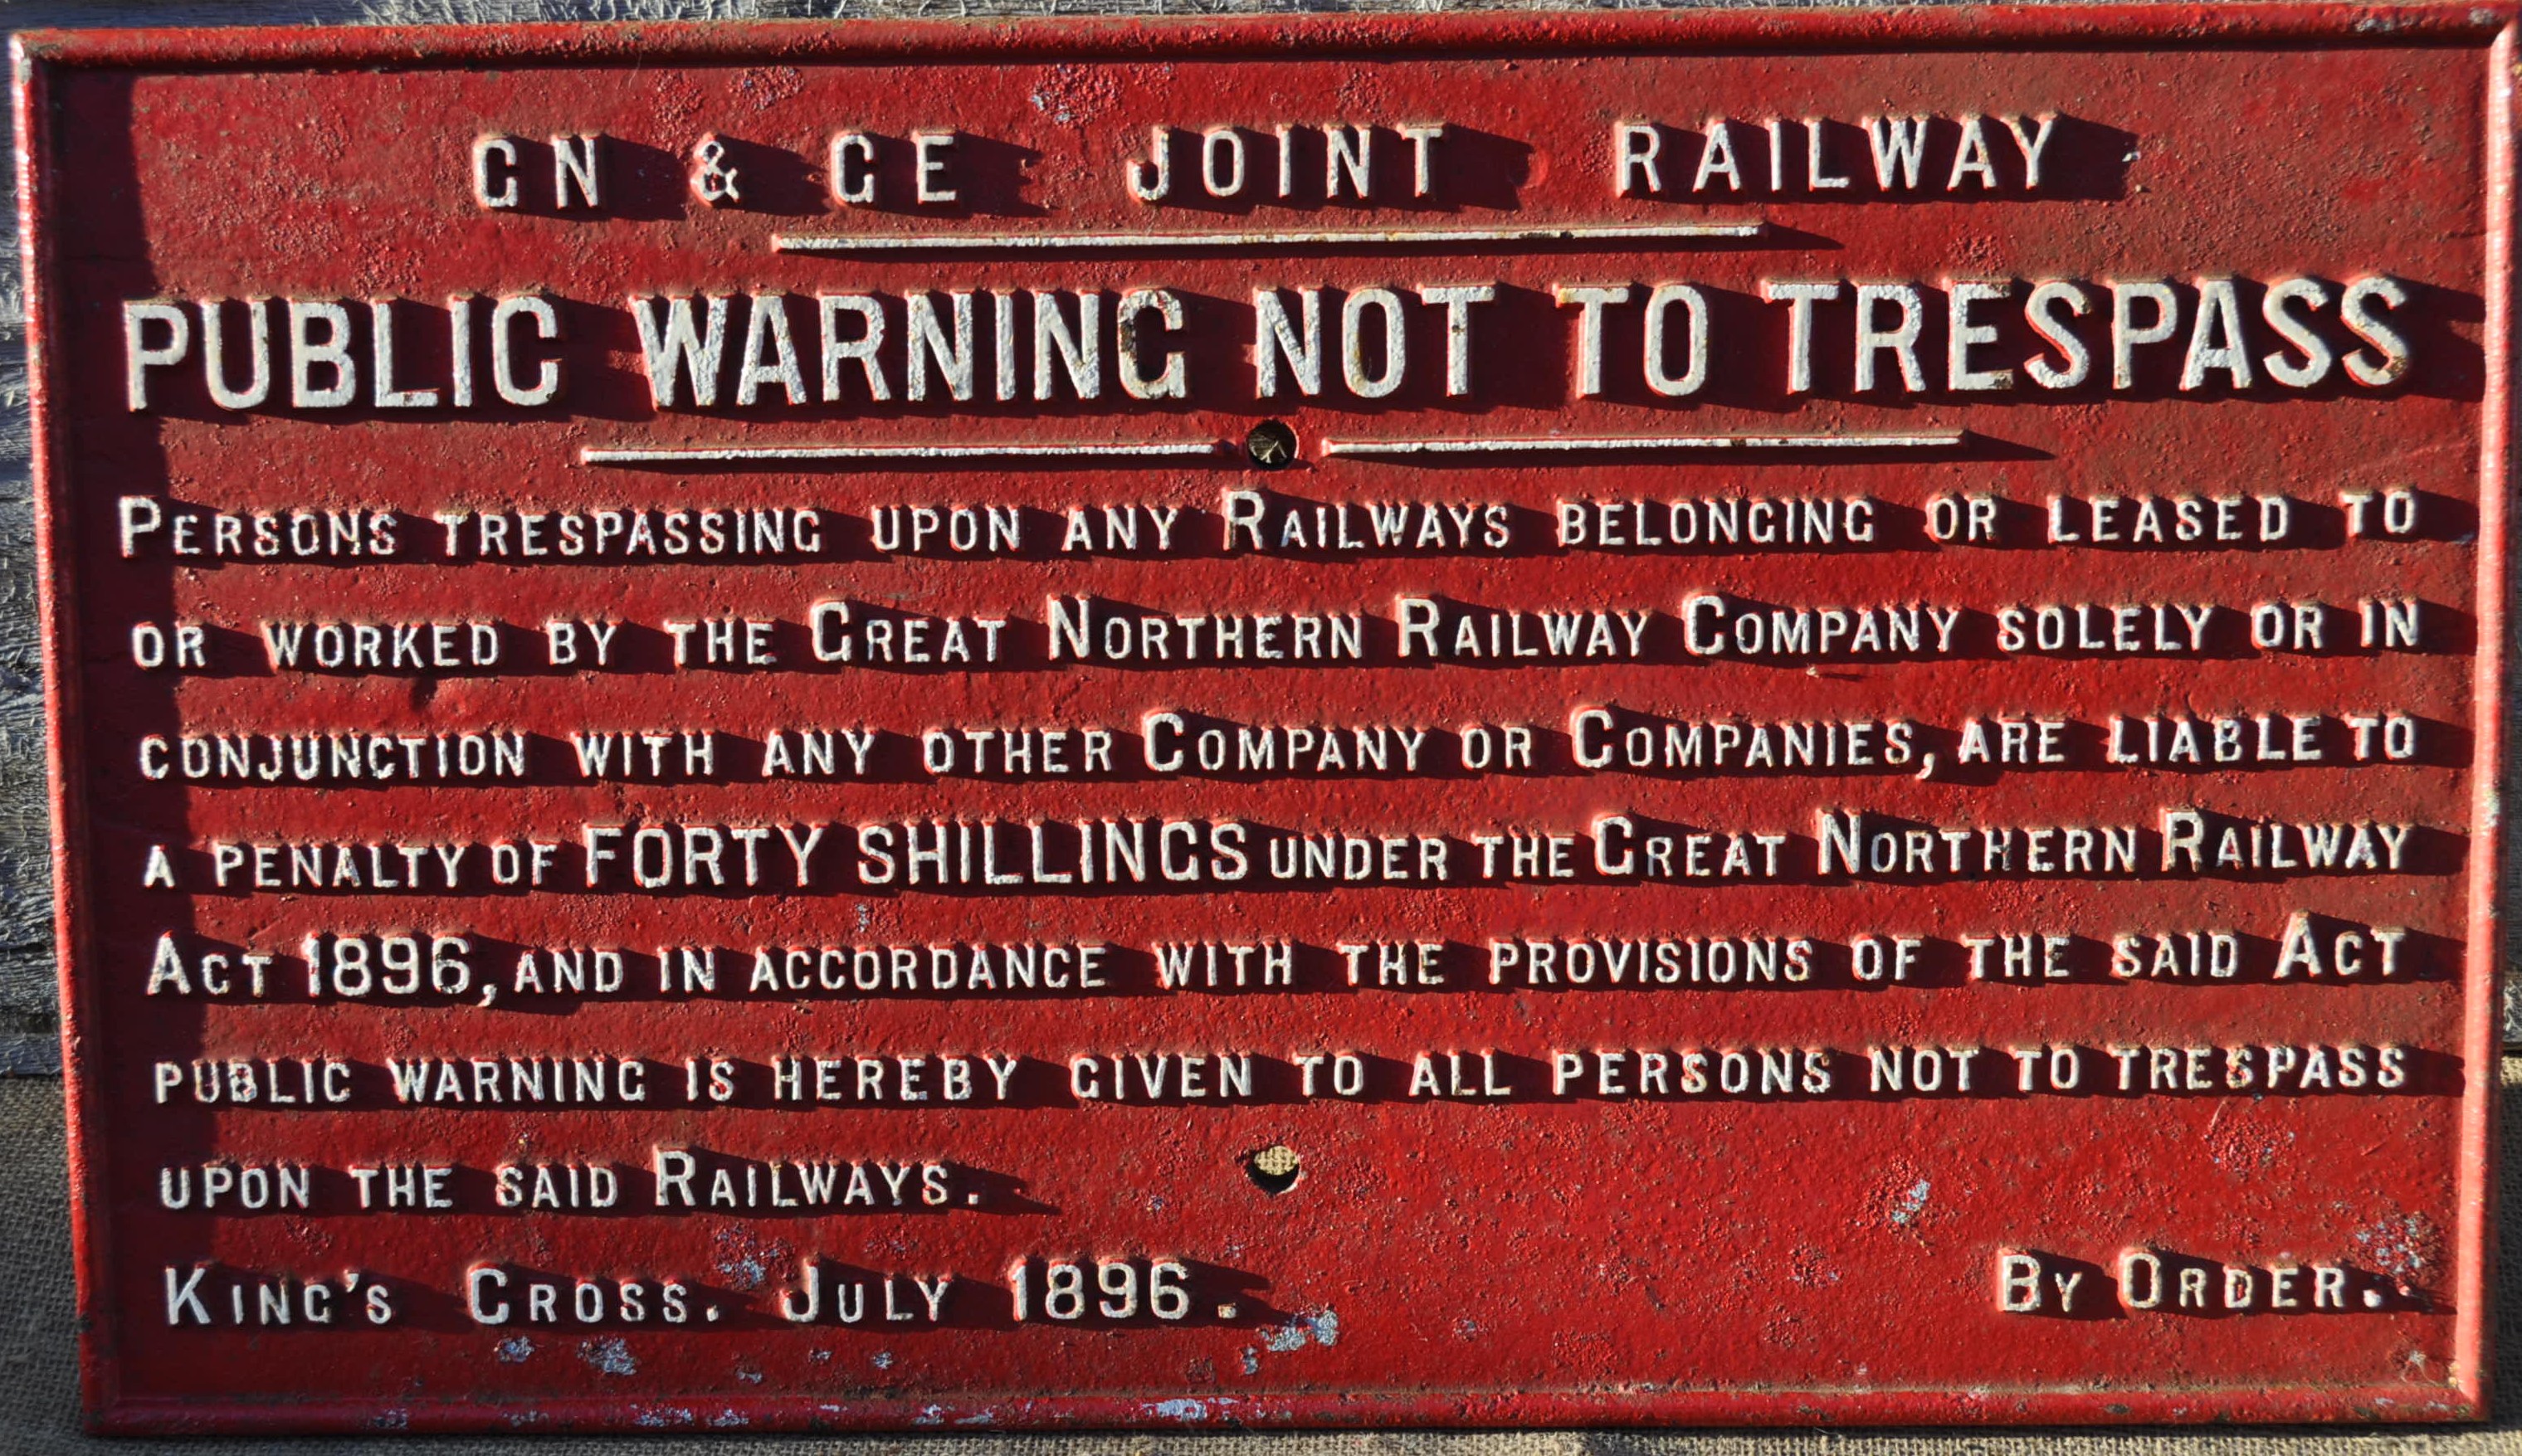 GN & GE JOINT RAILWAY
PUBLIC WARNING NOT TO TRESPASS
PERSONS TRESPASSING UPON ANY RAILWAYS BELONGING OR LEASED TO
OR WORKED BY THE GREAT NORTHERN RAILWAY COMPANY SOLELY OR IN
CONJUNCTION WITH ANY OTHER COMPANY OR COMPANIES, ARE LIABLE TO
A PENALTY OF FORTY SHILLINGS UNDER THE GREAT NORTHERN RAILWAY
ACT 1896, AND IN ACCORDANCE WITH THE PROVISIONS OF THE SAID ACT
PUBLIC WARNING IS HEREBY GIVEN TO ALL PERSONS NOT TO TRESPASS
UPON THE SAID RAILWAYS.
KING'S CROSS. JULY 1896. BY ORDER.